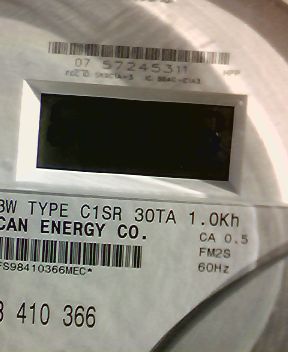 07 57245311
3W TYPE C1SR 30TA 1.0Kh
CAN ENERGY CO.
CA 0.5
FM2S
60Hz
FS98410366MEC*
8 410 366